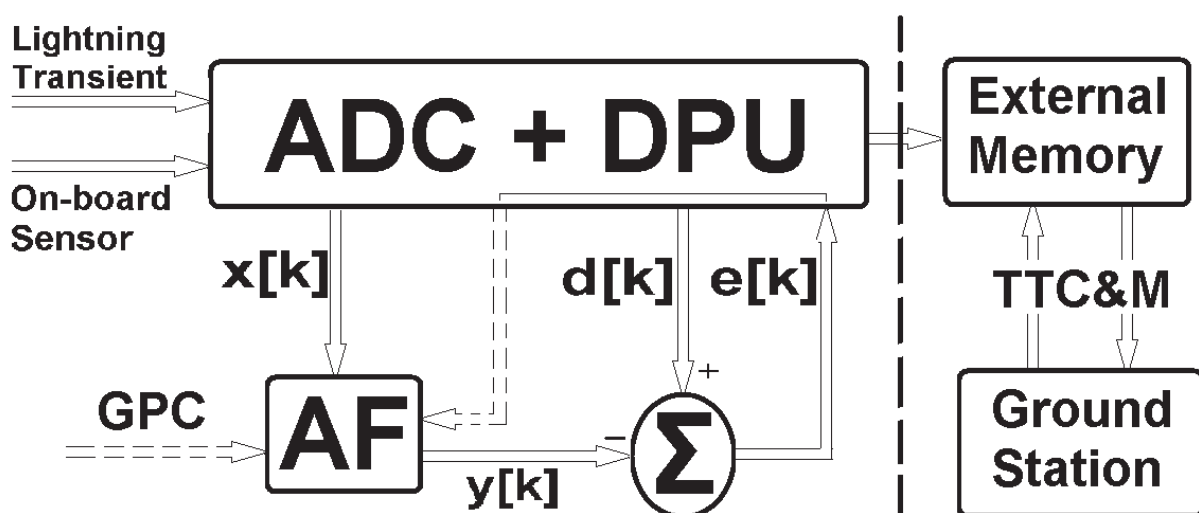 Lightning
Transient
ADC + DPU
On-board
Sensor
External
Memory
x[k]
d[k]
e[k]
TTC&M
+
GPC
AF
−
Σ
y[k]
Ground
Station